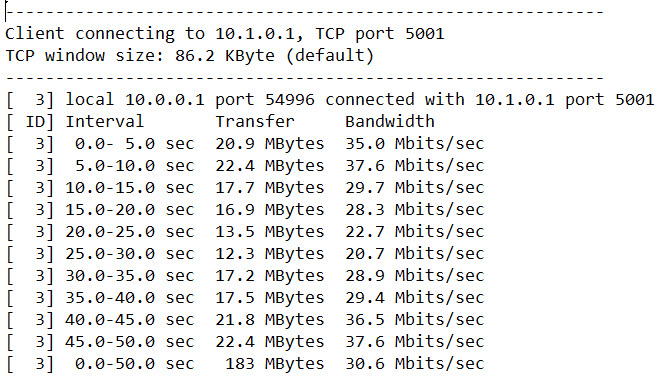 ------------------------------------------------------------
Client connecting to 10.1.0.1, TCP port 5001
TCP window size: 86.2 KByte (default)
------------------------------------------------------------
[  3] local 10.0.0.1 port 54996 connected with 10.1.0.1 port 5001
[ ID] Interval       Transfer     Bandwidth
[  3]  0.0- 5.0 sec  20.9 MBytes  35.0 Mbits/sec
[  3]  5.0-10.0 sec  22.4 MBytes  37.6 Mbits/sec
[  3] 10.0-15.0 sec  17.7 MBytes  29.7 Mbits/sec
[  3] 15.0-20.0 sec  16.9 MBytes  28.3 Mbits/sec
[  3] 20.0-25.0 sec  13.5 MBytes  22.7 Mbits/sec
[  3] 25.0-30.0 sec  12.3 MBytes  20.7 Mbits/sec
[  3] 30.0-35.0 sec  17.2 MBytes  28.9 Mbits/sec
[  3] 35.0-40.0 sec  17.5 MBytes  29.4 Mbits/sec
[  3] 40.0-45.0 sec  21.8 MBytes  36.5 Mbits/sec
[  3] 45.0-50.0 sec  22.4 MBytes  37.6 Mbits/sec
[  3]  0.0-50.0 sec   183 MBytes  30.6 Mbits/sec